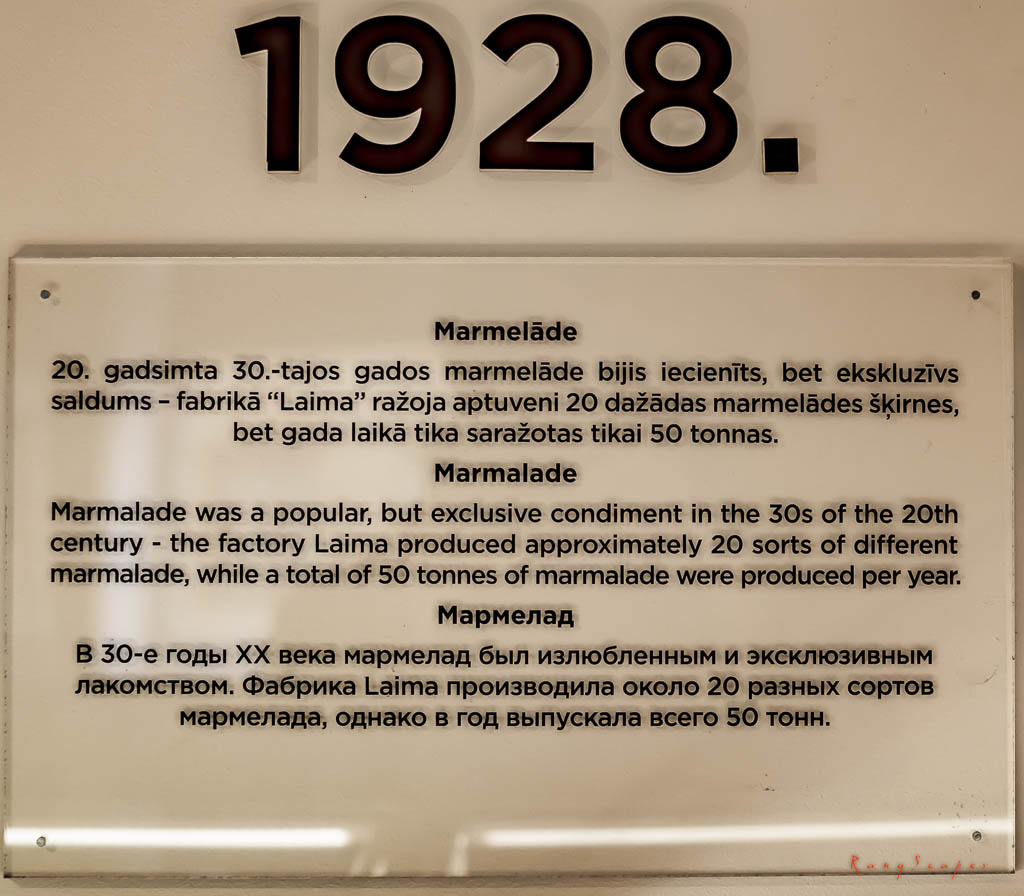 1928.
Marmelāde
20. gadsimta 30.-tajos gados marmelāde bijis iecienīts, bet ekskluzīvs
saldums – fabrikā “Laima” ražoja aptuveni 20 dažādas marmelādes šķirnes,
bet gada laikā tika saražotas tikai 50 tonnas.
Marmalade
Marmalade was a popular, but exclusive condiment in the 30s of the 20th
century - the factory Laima produced approximately 20 sorts of different
marmalade, while a total of 50 tonnes of marmalade were produced per year.
Мармелад
В 30-е годы XX века мармелад был излюбленным и эксклюзивным
лакомством. Фабрика Laima производила около 20 разных сортов
мармелада, однако в год выпускала всего 50 тонн.